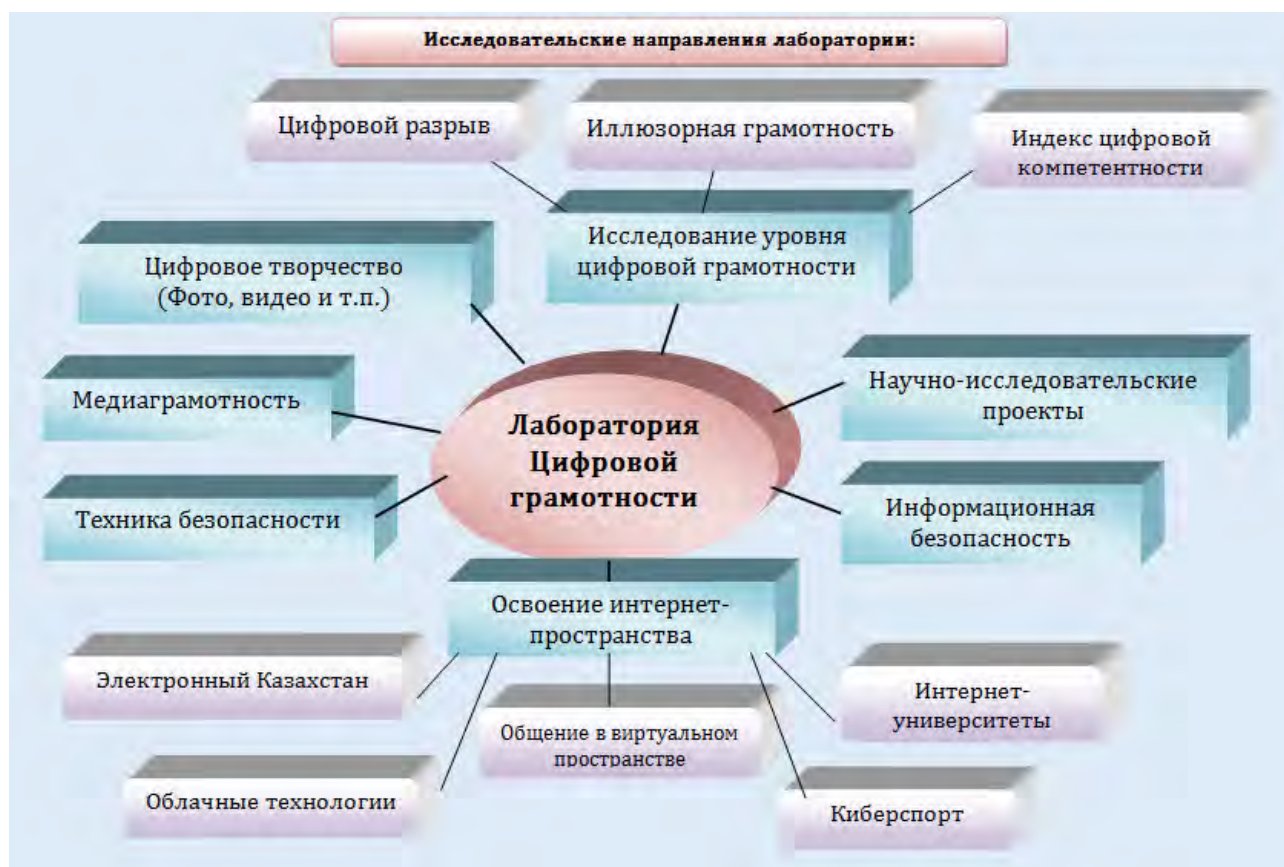 Исследовательские направления лаборатории:
Цифровой разрыв
Иллюзорная грамотность
Индекс цифровой
компетентности
Исследование уровня
цифровой грамотности
Цифровое творчество
(Фото, видео и т.п.)
Медиаграмотность
Научно-исследовательские
проекты
Лаборатория
Цифровой
грамотности
Техника безопасности
Информационная
безопасность
Освоение интернет-
пространства
Электронный Казахстан
Интернет-
университеты
Общение в виртуальном
пространстве
Облачные технологии
Киберспорт